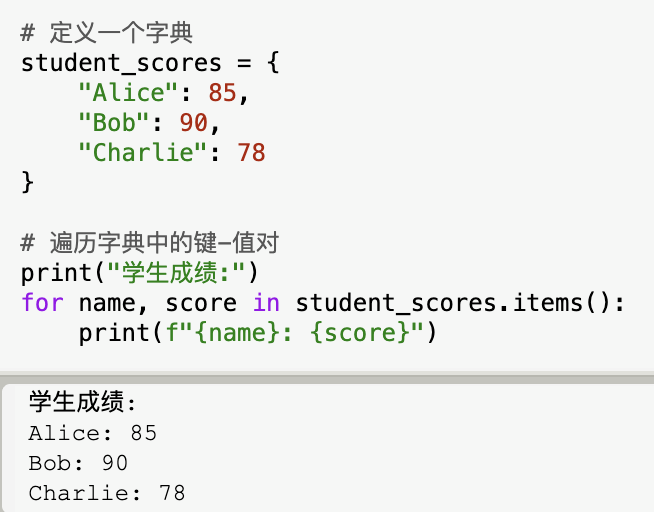 # 定义一个字典
student_scores = {
    "Alice": 85,
    "Bob": 90,
    "Charlie": 78
}
# 遍历字典中的键-值对
print("学生成绩:")
for name, score in student_scores.items():
    print(f"{name}: {score}")
学生成绩:
Alice: 85
Bob: 90
Charlie: 78